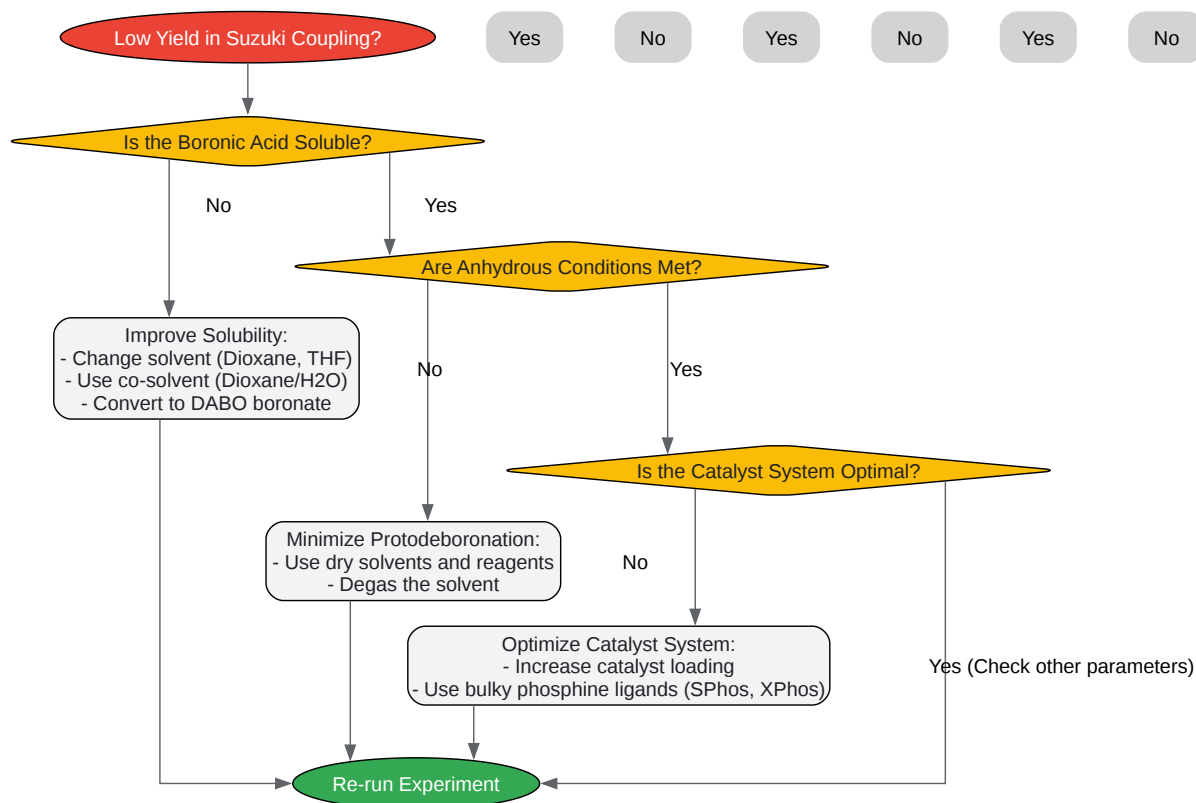 Low Yield in Suzuki Coupling?
Yes
No
Yes
No
Yes
No
Is the Boronic Acid Soluble?
No
Yes
Are Anhydrous Conditions Met?
Improve Solubility:
- Change solvent (Dioxane, THF)
- Use co-solvent (Dioxane/H2O)
- Convert to DABO boronate
No
Yes
Is the Catalyst System Optimal?
Minimize Protodeboronation:
- Use dry solvents and reagents
- Degas the solvent
No
Optimize Catalyst System:
- Increase catalyst loading
- Use bulky phosphine ligands (SPhos, XPhos)
Yes (Check other parameters)
Re-run Experiment